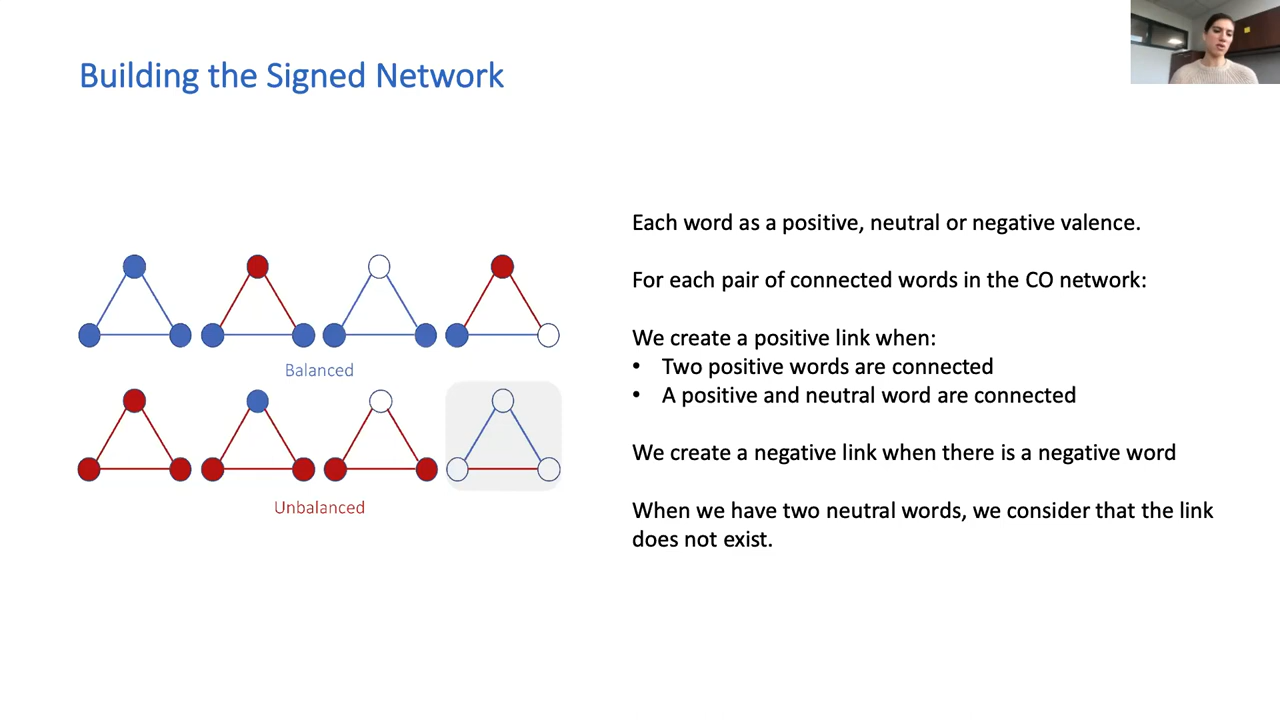 Building the Signed Network
Balanced
Unbalanced
Each word as a positive, neutral or negative valence.
For each pair of connected words in the CO network:
We create a positive link when:
• Two positive words are connected
• A positive and neutral word are connected
We create a negative link when there is a negative word
When we have two neutral words, we consider that the link
does not exist.